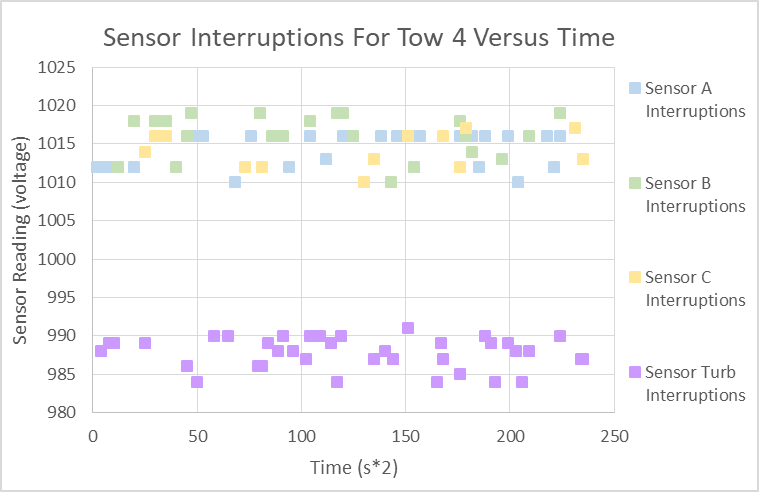 Sensor Interruptions For Tow 4 Versus Time
Sensor Reading (voltage)
1025
1020
1015
1010
1005
1000
995
990
985
980
0 50 100 150 200 250
Time (s*2)
Sensor A
Interruptions
Sensor B
Interruptions
Sensor C
Interruptions
Sensor Turb
Interruptions